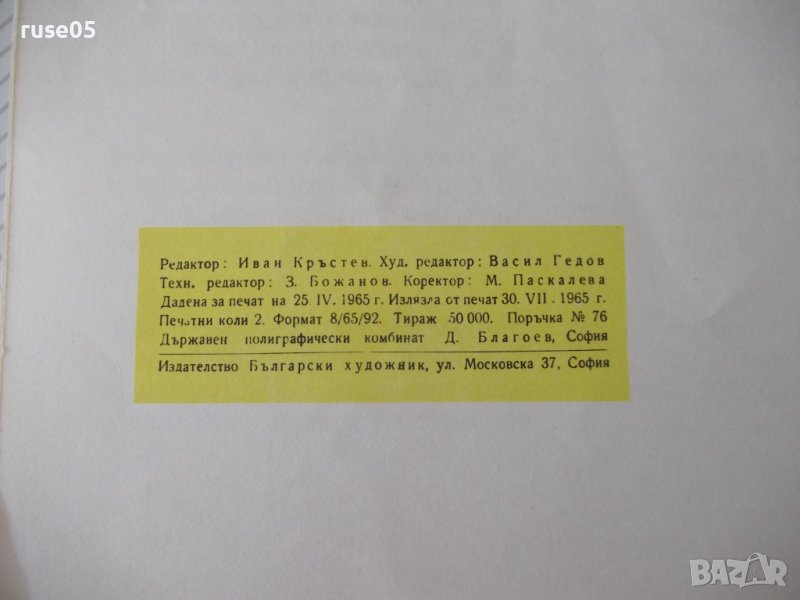 ruse05
Редактор: Иван Кръстев. Худ. редактор: Васил Гедов
Техн. редактор: З. Божанов. Коректор: М. Паскалева
Дадена за печат на 25. IV. 1965 г. Излязла от печат 30. VII. 1965 г.
Печатни коли 2. Формат 8/65/92. Тираж 50 000. Поръчка № 76
Държавен полиграфически комбинат Д. Благоев, София
Издателство Български художник, ул. Московска 37, София
BAZAR